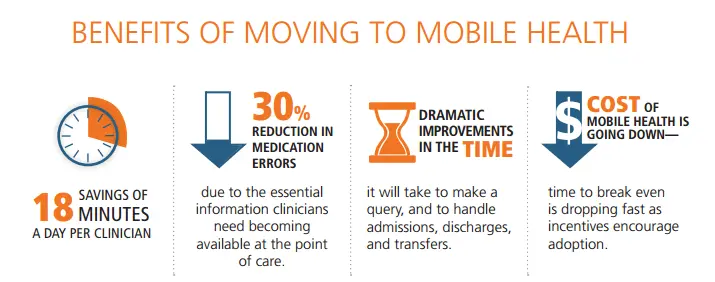 BENEFITS OF MOVING TO MOBILE HEALTH
18 SAVINGS OF
MINUTES
A DAY PER CLINICIAN
30%
REDUCTION IN
MEDICATION
ERRORS
due to the essential
information clinicians
need becoming
available at the point
of care.
DRAMATIC
IMPROVEMENTS
IN THE TIME
it will take to make a
query, and to handle
admissions, discharges,
and transfers.
$
COST OF
MOBILE HEALTH IS
GOING DOWN—
time to break even
is dropping fast as
incentives encourage
adoption.